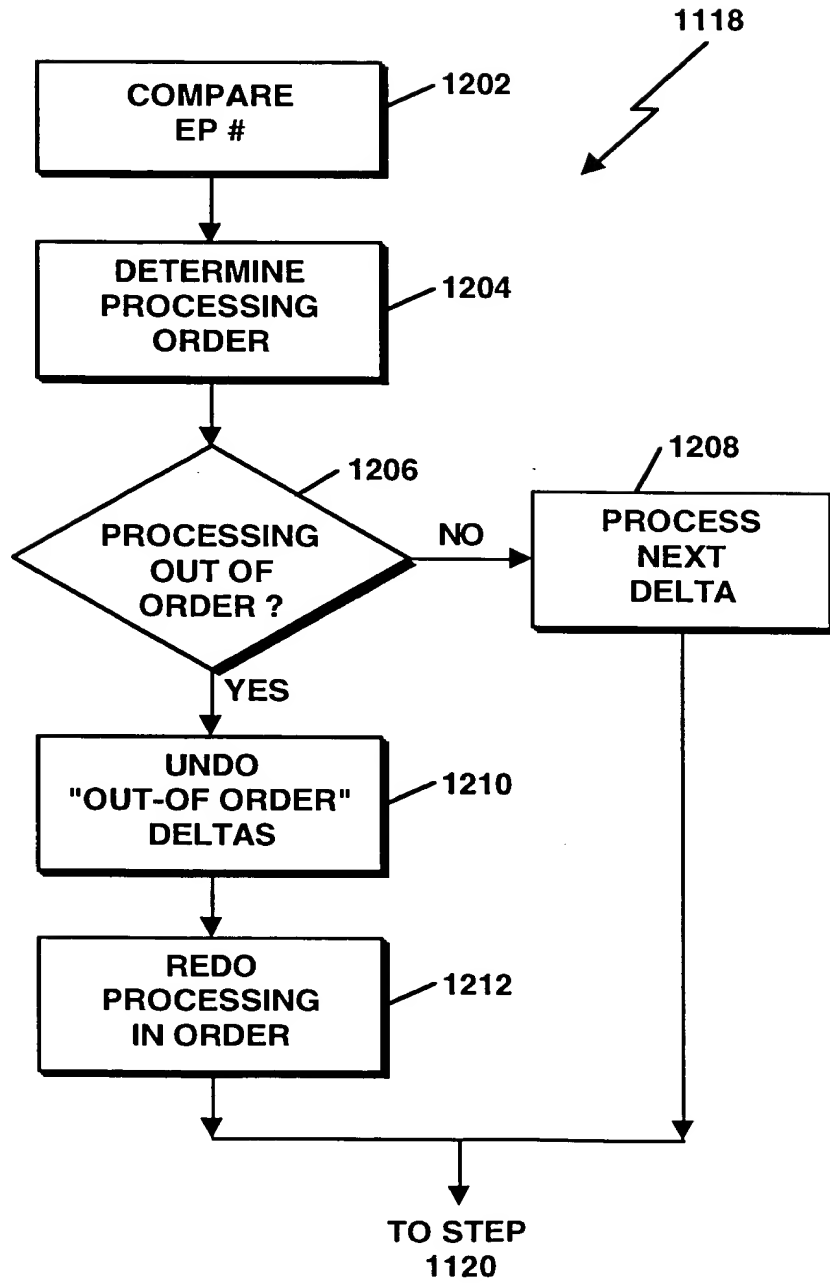 1118
COMPARE
EP #
1202
DETERMINE
PROCESSING
ORDER
1204
PROCESSING
OUT OF
ORDER ?
1206
NO
PROCESS
NEXT
DELTA
1208
YES
UNDO
"OUT-OF ORDER"
DELTAS
1210
REDO
PROCESSING
IN ORDER
1212
TO STEP
1120